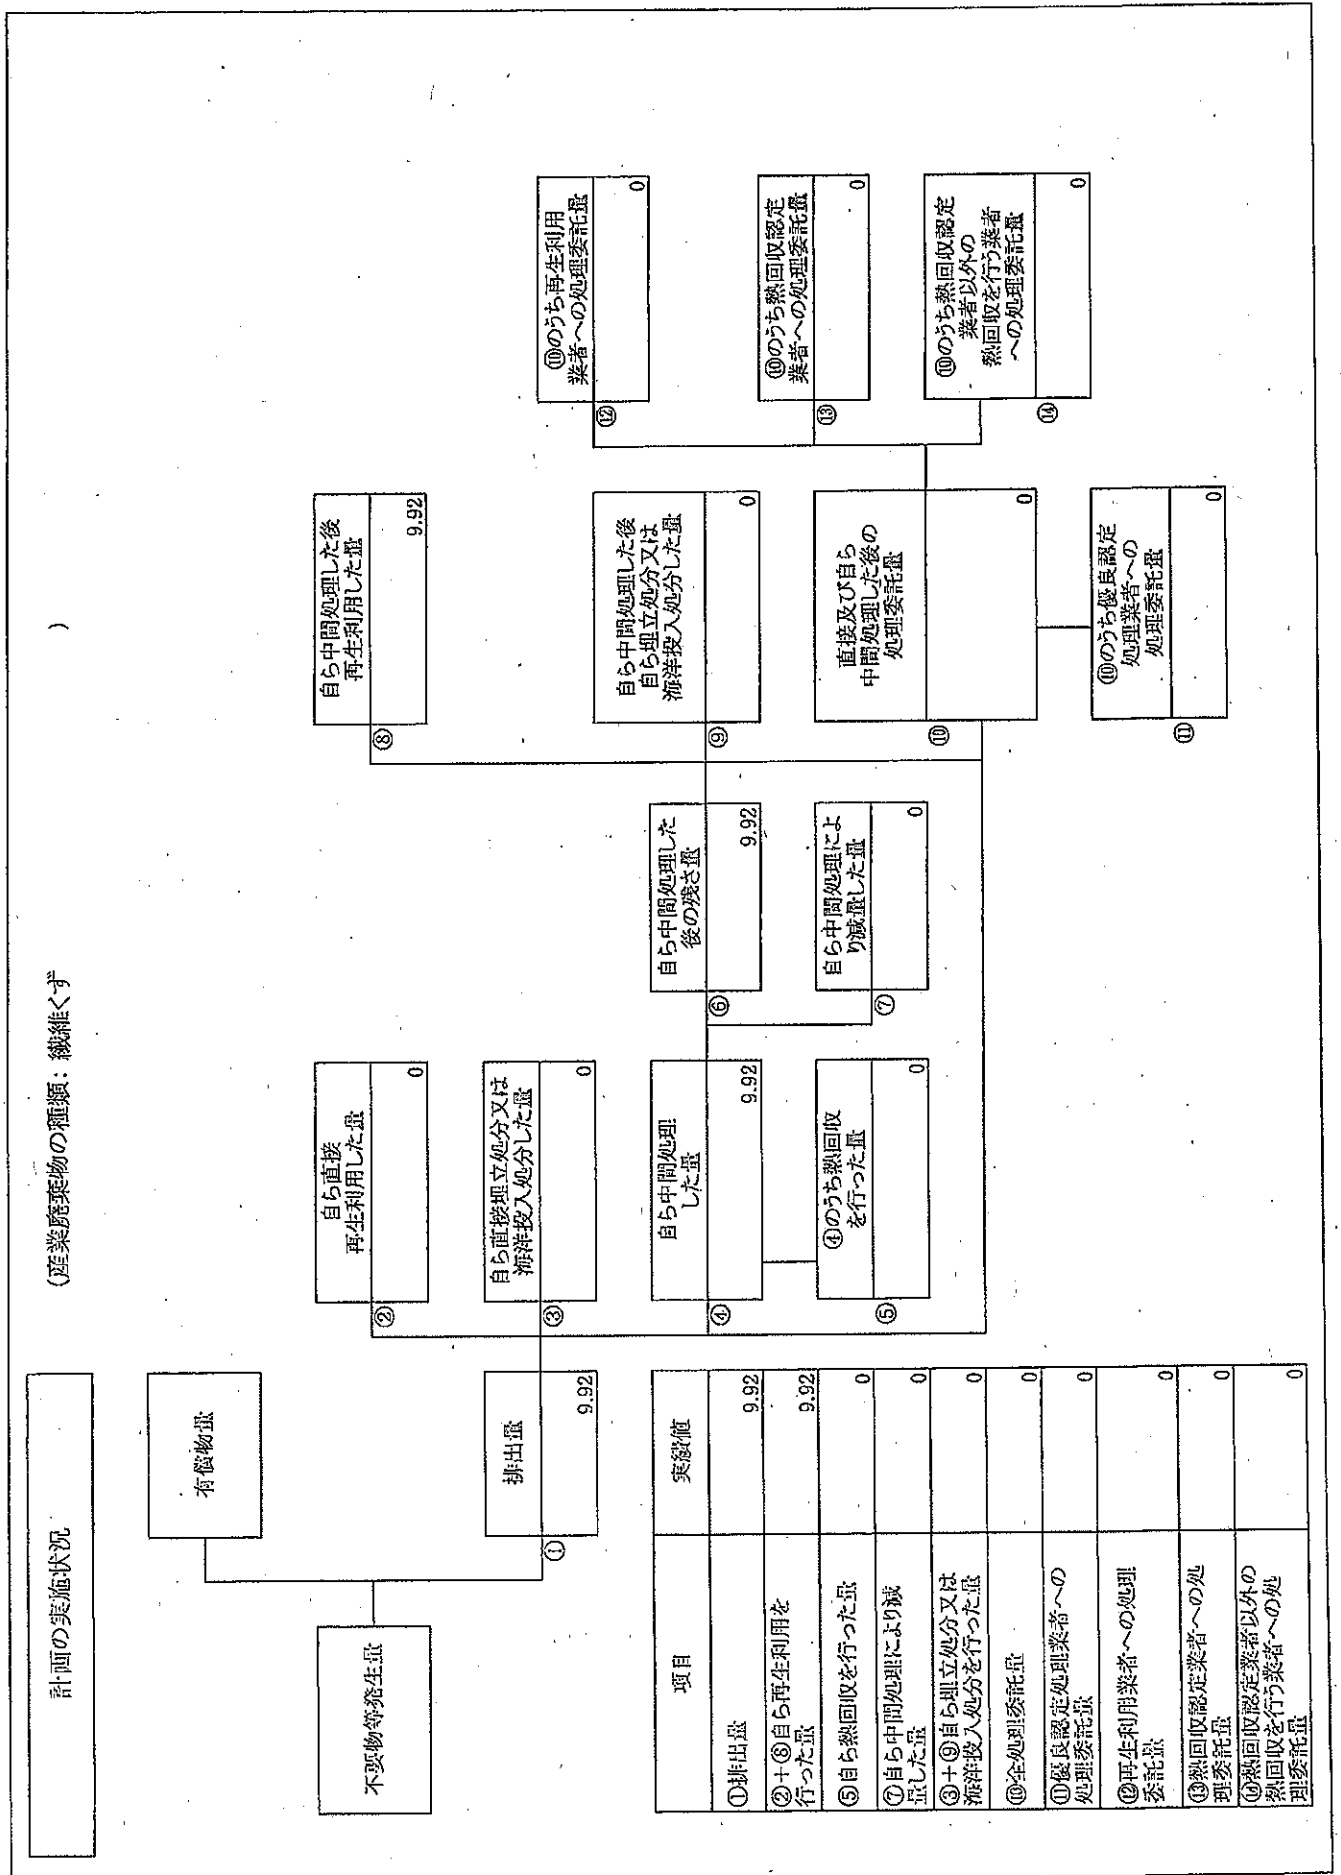 計画の実施状況
(産業廃棄物の種類: 繊維くず
)
不要物等発生量
有償物量
①
排出量
9.92
②
自ら直接
再生利用した量
0
③
自ら直接埋立処分又は
海洋投入処分した量
0
④
自ら中間処理
した量
9.92
⑤
④のうち熱回収
を行った量
0
⑥
自ら中間処理した
後の残さ量
9.92
⑦
自ら中間処理によ
り減量した量
0
⑧
自ら中間処理した後
再生利用した量
9.92
⑨
自ら中間処理した後
自ら埋立処分又は
海洋投入処分した量
0
⑩
直接及び自ら
中間処理した後の
処理委託量
0
⑪
⑩のうち優良認定
処理業者への
処理委託量
0
⑫
⑩のうち再生利用
業者への処理委託量
0
⑬
⑩のうち熱回収認定
業者への処理委託量
0
⑭
⑩のうち熱回収認定
業者以外の
熱回収を行う業者
への処理委託量
0
項目 実績値
①排出量 9.92
②+⑧自ら再生利用を
行った量 9.92
⑤自ら熱回収を行った量 0
⑦自ら中間処理により減
量した量 0
③+⑨自ら埋立処分又は
海洋投入処分を行った量 0
⑩全処理委託量 0
⑪優良認定処理業者への
処理委託量 0
⑫再生利用業者への処理
委託量 0
⑬熱回収認定業者への処
理委託量 0
⑭熱回収認定業者以外の
熱回収を行う業者への処
理委託量 0